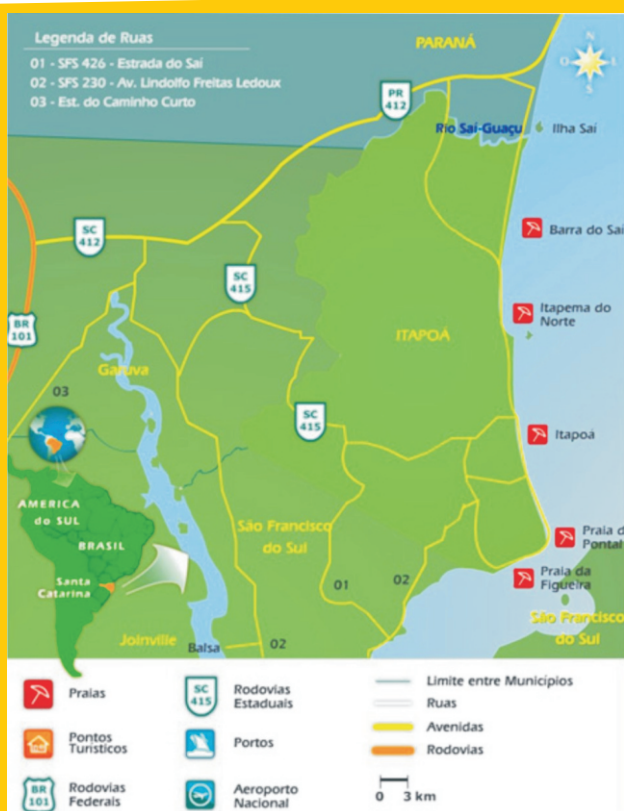 Legenda de Ruas
01 - SFS 426 - Estrada do Saí
02 - SFS 230 - Av. Lindolfo Freitas Ledoux
03 - Est. do Caminho Curto
PARANÁ
N
O L
S
PR
412
Rio Saí-Guaçu
Ilha Saí
SC
412
Barra do Saí
SC
415
Itapema do
Norte
BR
101
ITAPOÁ
Garuva
03
SC
415
Itapoá
AMERICA
do SUL
BRASIL
São Francisco
do Sul
Praia d
Pontal
Santa
Catarina
01
02
Praia da
Figueira
São Francisco
do Sul
Joinville
Balsa
02
Praias
SC
415
Rodovias
Estaduais
Limite entre Municípios
Ruas
Pontos
Turísticos
Portos
Avenidas
Rodovias
BR
101
Rodovias
Federais
Aeroporto
Nacional
0 3 km